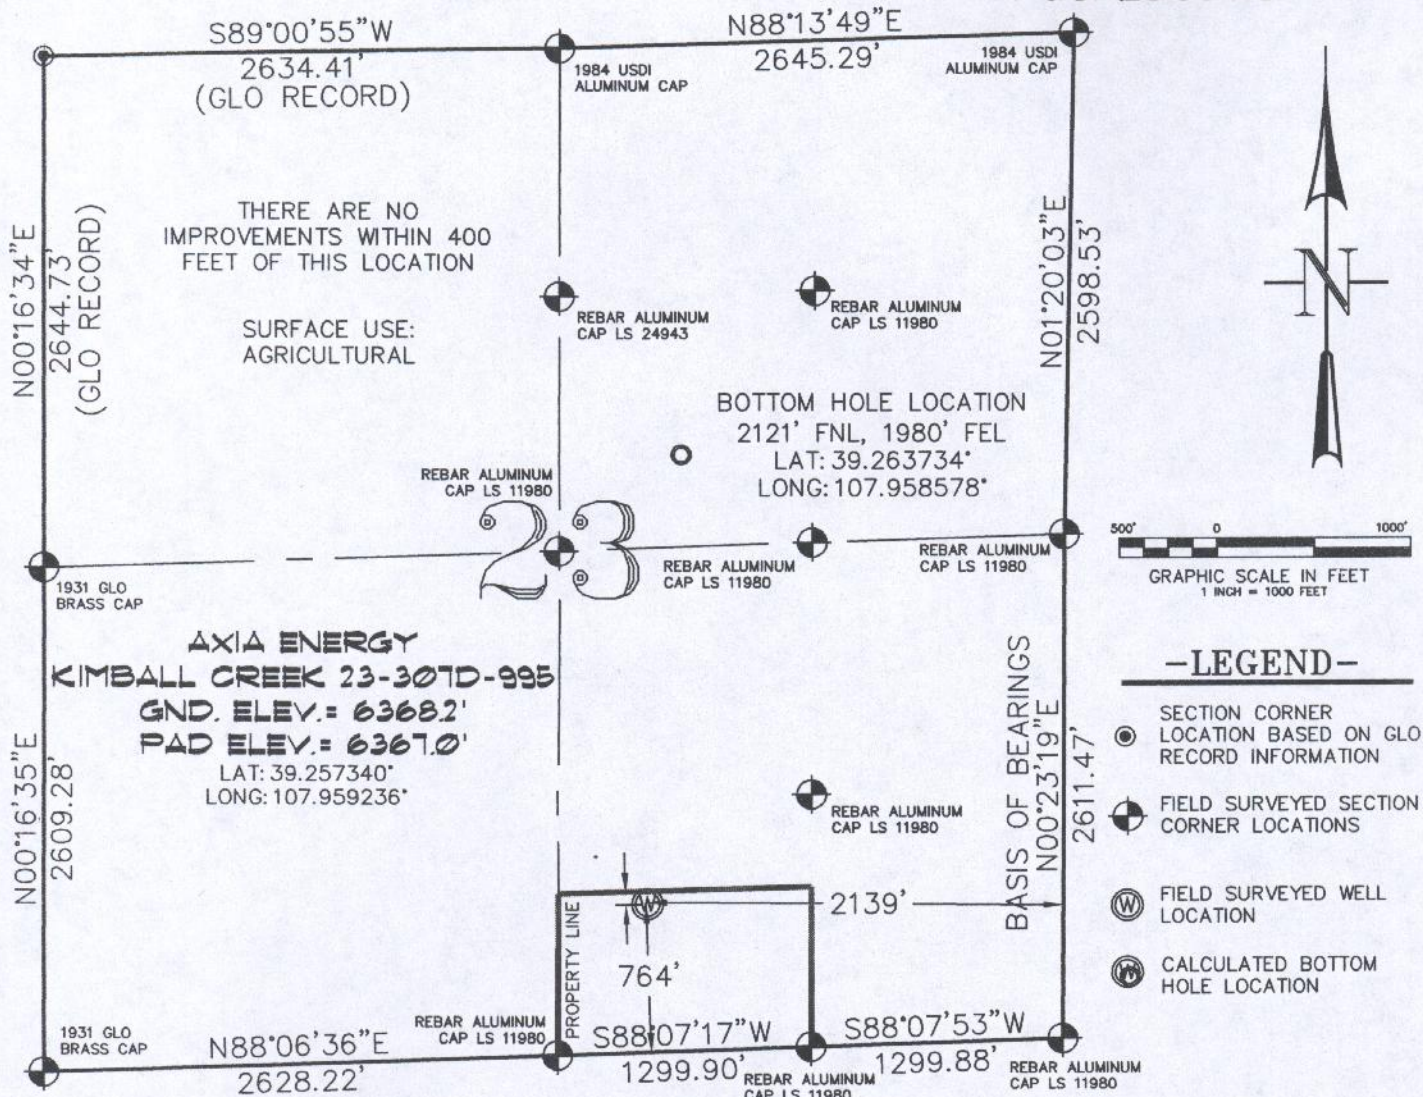 S89°00'55"W
2634.41'
(GLO RECORD)
N88°13'49"E
2645.29'
1984 USDI
ALUMINUM CAP
1984 USDI
ALUMINUM CAP
N00°16'34"E
2644.73'
(GLO RECORD)
THERE ARE NO
IMPROVEMENTS WITHIN 400
FEET OF THIS LOCATION
SURFACE USE:
AGRICULTURAL
REBAR ALUMINUM
CAP LS 24943
REBAR ALUMINUM
CAP LS 11980
N01°20'03"E
2598.53'
N
BOTTOM HOLE LOCATION
2121' FNL, 1980' FEL
LAT: 39.263734°
LONG: 107.958578°
REBAR ALUMINUM
CAP LS 11980
23
REBAR ALUMINUM
CAP LS 11980
REBAR ALUMINUM
CAP LS 11980
1931 GLO
BRASS CAP
500' 0 1000'
GRAPHIC SCALE IN FEET
1 INCH = 1000 FEET
AXIA ENERGY
KIMBALL CREEK 23-307D-995
GND. ELEV.= 6368.2'
PAD ELEV.= 6367.0'
LAT: 39.257340°
LONG: 107.959236°
N00°16'35"E
2609.28'
REBAR ALUMINUM
CAP LS 11980
BASIS OF BEARINGS
N00°23'19"E
2611.47'
-LEGEND-
SECTION CORNER
LOCATION BASED ON GLO
RECORD INFORMATION
FIELD SURVEYED SECTION
CORNER LOCATIONS
W
FIELD SURVEYED WELL
LOCATION
W
CALCULATED BOTTOM
HOLE LOCATION
PROPERTY LINE
W
2139'
764'
1931 GLO
BRASS CAP
N88°06'36"E
2628.22'
REBAR ALUMINUM
CAP LS 11980
S88°07'17"W
1299.90'
REBAR ALUMINUM
CAP LS 11980
S88°07'53"W
1299.88'
REBAR ALUMINUM
CAP LS 11980